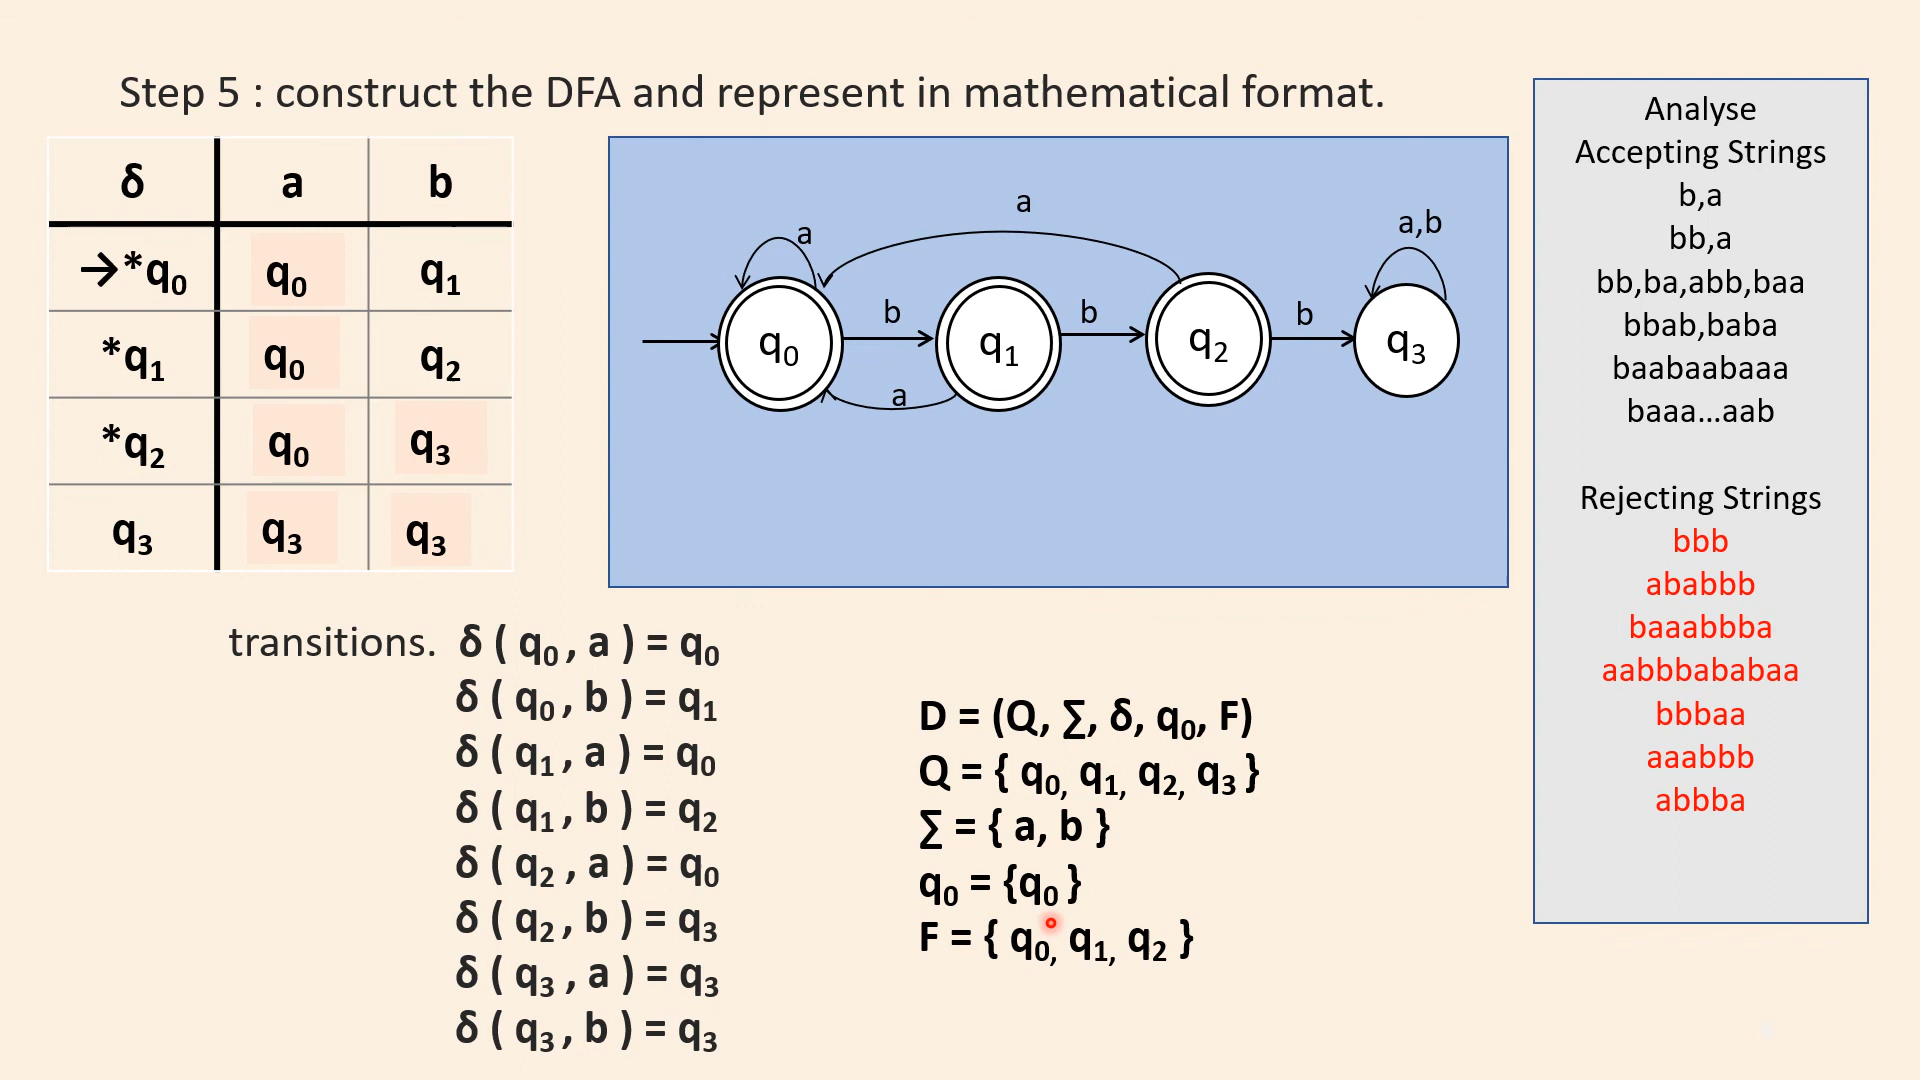 Step 5 : construct the DFA and represent in mathematical format.
δ a b
→*q₀ q₀ q₁
*q₁ q₀ q₂
*q₂ q₀ q₃
q₃ q₃ q₃
a
a
a,b
b
b
b
q₀
q₁
q₂
q₃
a
transitions. δ ( q₀ , a ) = q₀
δ ( q₀ , b ) = q₁
δ ( q₁ , a ) = q₀
δ ( q₁ , b ) = q₂
δ ( q₂ , a ) = q₀
δ ( q₂ , b ) = q₃
δ ( q₃ , a ) = q₃
δ ( q₃ , b ) = q₃
D = (Q, ∑, δ, q₀, F)
Q = { q₀, q₁, q₂, q₃ }
∑ = { a, b }
q₀ = {q₀ }
F = { q₀, q₁, q₂ }
Analyse
Accepting Strings
b,a
bb,a
bb,ba,abb,baa
bbab,baba
baabaabaaa
baaa...aab
Rejecting Strings
bbb
ababbb
baaabbba
aabbbababaa
bbbaa
aaabbb
abbba